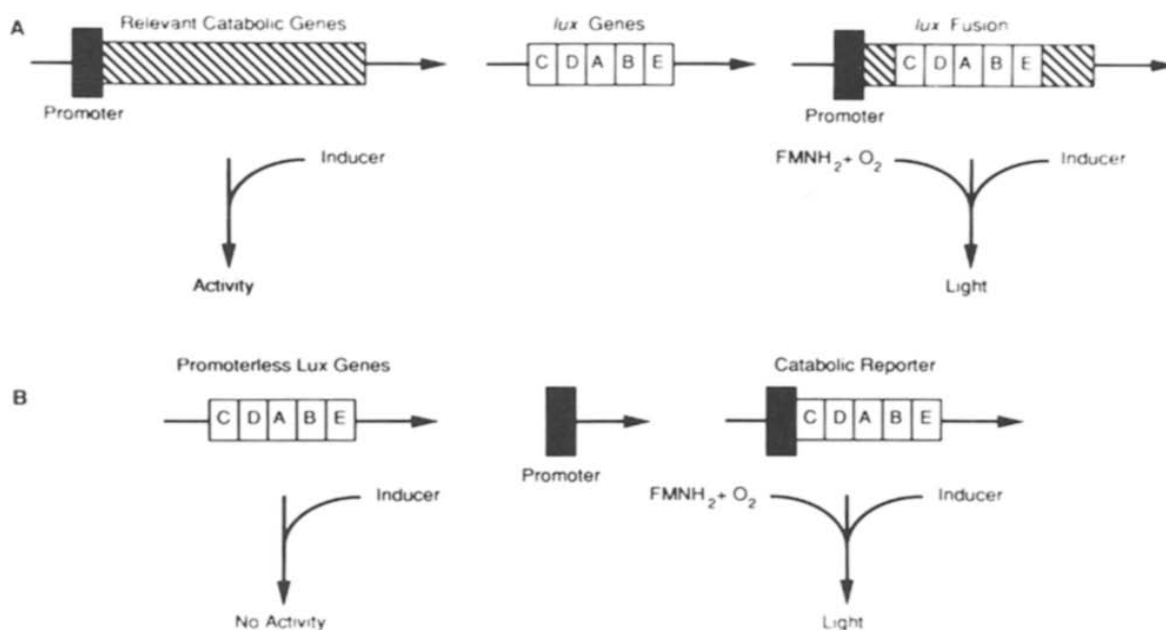 A
Relevant Catabolic Genes
lux Genes
lux Fusion
C D A B E
C D A B E
Promoter
Promoter
Inducer
FMNH₂ + O₂
Inducer
Activity
Light
B
Promoterless Lux Genes
Catabolic Reporter
C D A B E
C D A B E
Promoter
Inducer
FMNH₂ + O₂
Inducer
No Activity
Light